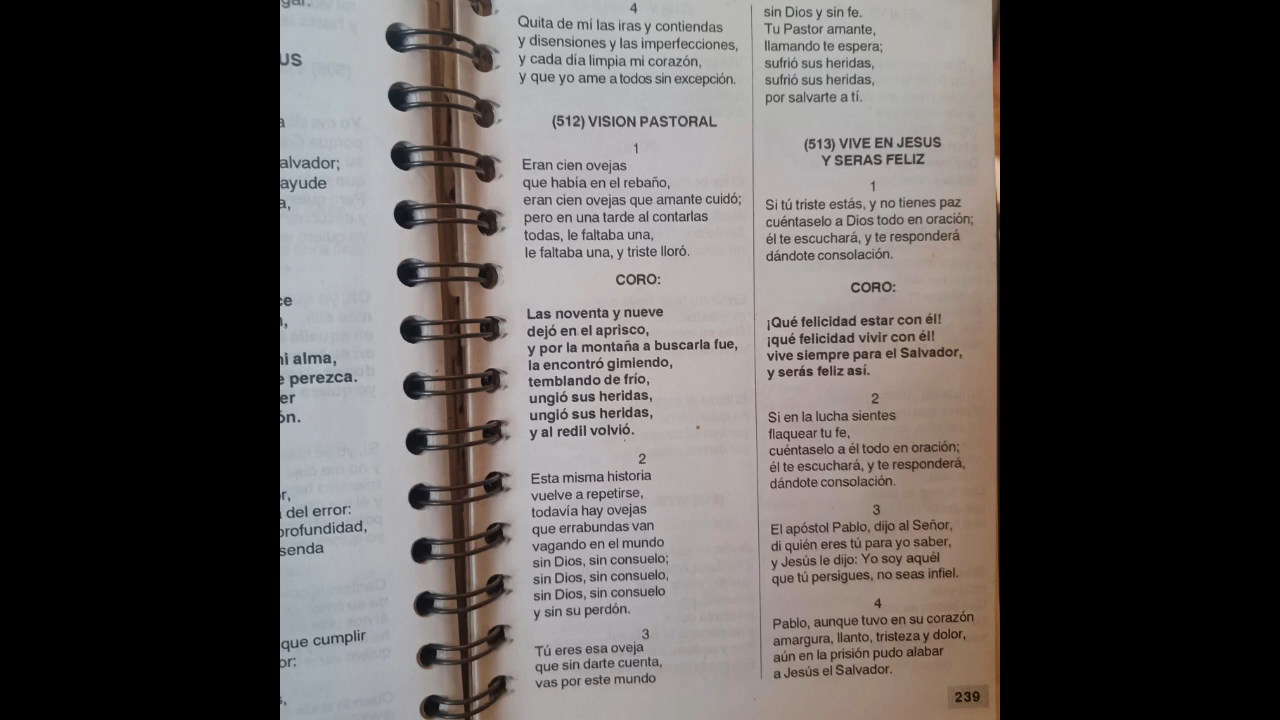 gar.
US
a
alvador;
ayude
a,
ce
n,
ni alma,
e perezca.
er
ón.
or,
del error:
profundidad,
senda
que cumplir
or:
s,
4
Quita de mí las iras y contiendas
y disensiones y las imperfecciones,
y cada día limpia mi corazón,
y que yo ame a todos sin excepción.
(512) VISION PASTORAL
1
Eran cien ovejas
que había en el rebaño,
eran cien ovejas que amante cuidó;
pero en una tarde al contarlas
todas, le faltaba una,
le faltaba una, y triste lloró.
CORO:
Las noventa y nueve
dejó en el aprisco,
y por la montaña a buscarla fue,
la encontró gimiendo,
temblando de frío,
ungió sus heridas,
ungió sus heridas,
y al redil volvió.
2
Esta misma historia
vuelve a repetirse,
todavía hay ovejas
que errabundas van
vagando en el mundo
sin Dios, sin consuelo;
sin Dios, sin consuelo,
sin Dios, sin consuelo
y sin su perdón.
3
Tú eres esa oveja
que sin darte cuenta,
vas por este mundo
sin Dios y sin fe.
Tu Pastor amante,
llamando te espera;
sufrió sus heridas,
sufrió sus heridas,
por salvarte a tí.
(513) VIVE EN JESUS
Y SERAS FELIZ
1
Si tú triste estás, y no tienes paz
cuéntaselo a Dios todo en oración;
él te escuchará, y te responderá
dándote consolación.
CORO:
¡Qué felicidad estar con él!
¡qué felicidad vivir con él!
vive siempre para el Salvador,
y serás feliz así.
2
Si en la lucha sientes
flaquear tu fe,
cuéntaselo a él todo en oración;
él te escuchará, y te responderá,
dándote consolación.
3
El apóstol Pablo, dijo al Señor,
di quién eres tú para yo saber,
y Jesús le dijo: Yo soy aquél
que tú persigues, no seas infiel.
4
Pablo, aunque tuvo en su corazón
amargura, llanto, tristeza y dolor,
aún en la prisión pudo alabar
a Jesús el Salvador.
239